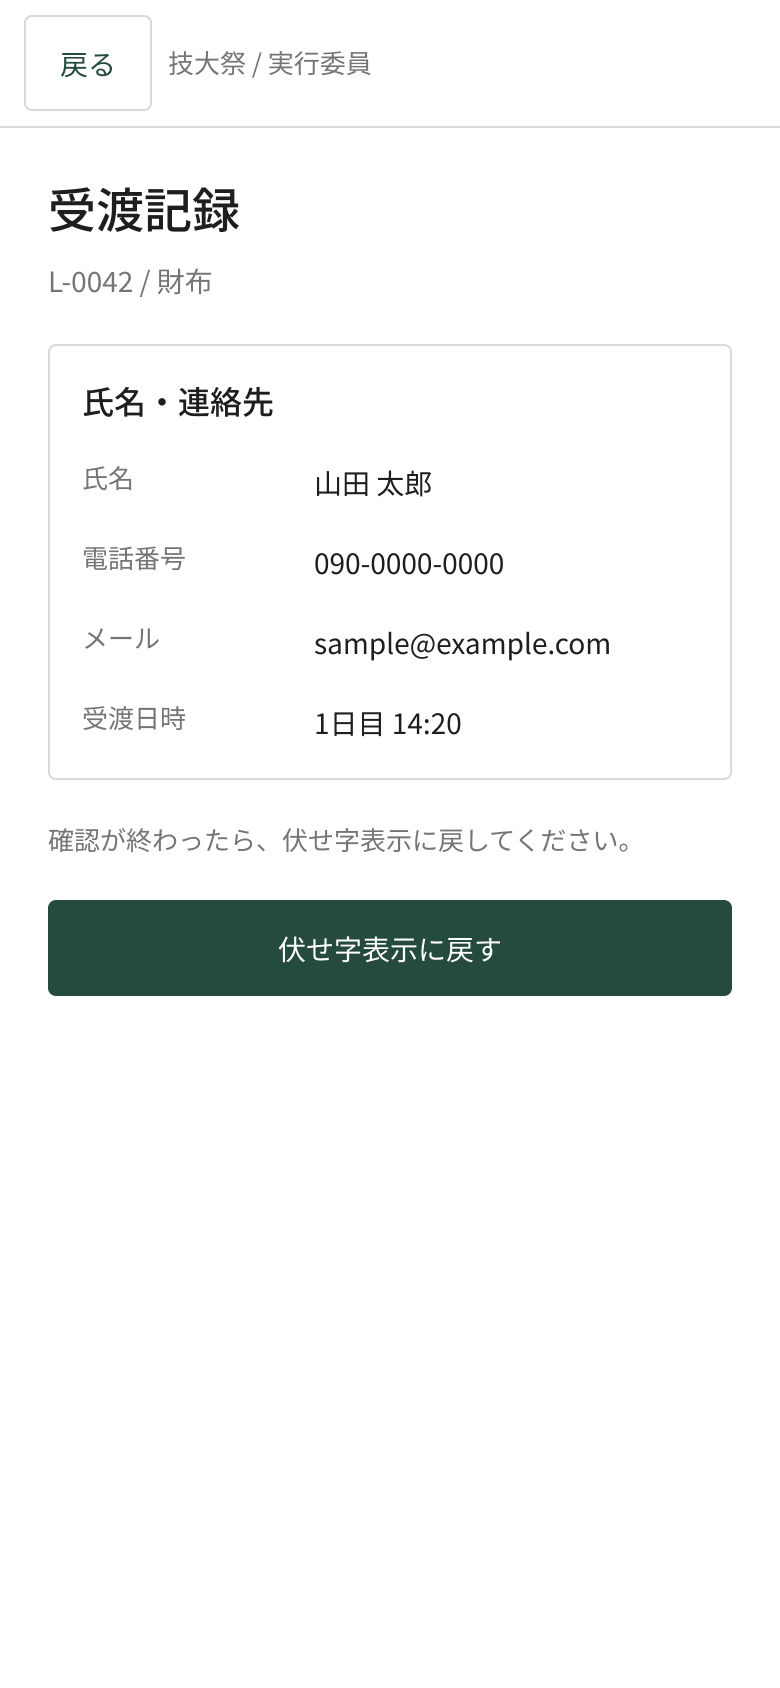 戻る 技大祭 / 実行委員
受渡記録
L-0042 / 財布
氏名・連絡先
氏名 山田 太郎
電話番号 090-0000-0000
メール sample@example.com
受渡日時 1日目 14:20
確認が終わったら、伏せ字表示に戻してください。
伏せ字表示に戻す